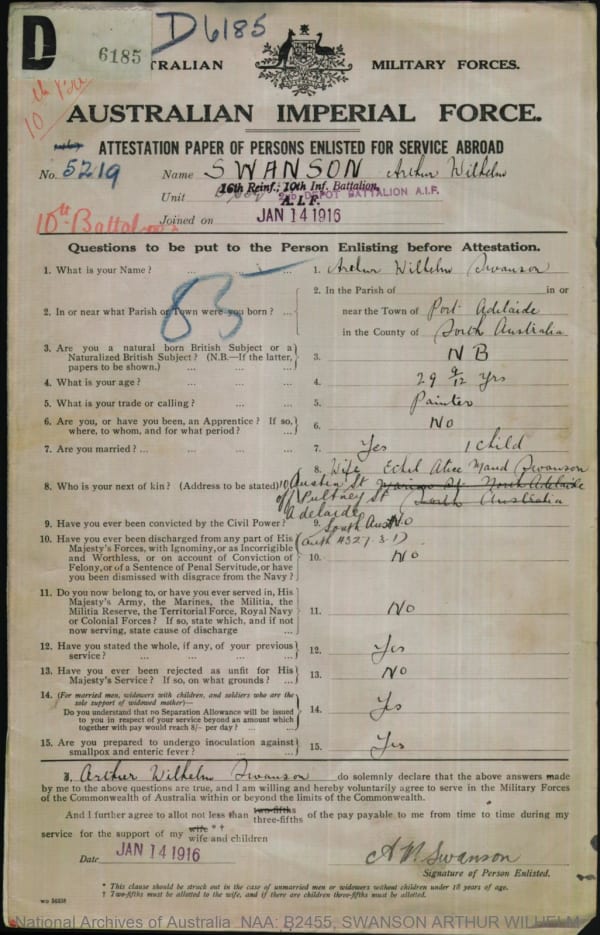 D D6185
6185
AUSTRALIAN MILITARY FORCES.
AUSTRALIAN IMPERIAL FORCE.
ATTESTATION PAPER OF PERSONS ENLISTED FOR SERVICE ABROAD
No. 5219 Name SWANSON Arthur Wilhelm
16th Reinf.; 10th Inf. Battalion,
Unit DEPOT BATTALION A.I.F.
A.I.F.
10th Battalion Joined on JAN 14 1916
Questions to be put to the Person Enlisting before Attestation.
1. What is your Name? ... 1. Arthur Wilhelm Swanson
2. In or near what Parish or Town were you born? ... 2. In the Parish of in or
near the Town of Port Adelaide
in the County of South Australia
85
3. Are you a natural born British Subject or a
Naturalized British Subject? (N.B.—If the latter,
papers to be shown.) ... ... 3. N B
4. What is your age? ... ... 4. 29 9/12 yrs
5. What is your trade or calling? ... ... 5. Painter
6. Are you, or have you been, an Apprentice? If so,
where, to whom, and for what period? ... 6. No
7. Are you married? ... ... ... 7. Yes 1 child
8. Who is your next of kin? (Address to be stated) 8. Wife Ethel Alice Maud Swanson
10 Austin St North Adelaide
off Pultney St South Australia
Adelaide
South Aust
9. Have you ever been convicted by the Civil Power? 9. No
10. Have you ever been discharged from any part of His
Majesty's Forces, with Ignominy, or as Incorrigible
and Worthless, or on account of Conviction of
Felony, or of a Sentence of Penal Servitude, or have
you been dismissed with disgrace from the Navy? 10. No
11. Do you now belong to, or have you ever served in, His
Majesty's Army, the Marines, the Militia, the
Militia Reserve, the Territorial Force, Royal Navy
or Colonial Forces? If so, state which, and if not
now serving, state cause of discharge ... 11. No
12. Have you stated the whole, if any, of your previous
service? ... ... ... ... 12. Yes
13. Have you ever been rejected as unfit for His
Majesty's Service? If so, on what grounds? ... 13. No
14. (For married men, widowers with children, and soldiers who are the
sole support of widowed mother)—
Do you understand that no Separation Allowance will be issued
to you in respect of your service beyond an amount which
together with pay would reach 8/- per day? ... ... 14. Yes
15. Are you prepared to undergo inoculation against
smallpox and enteric fever? ... ... 15. Yes
I, Arthur Wilhelm Swanson do solemnly declare that the above answers made
by me to the above questions are true, and I am willing and hereby voluntarily agree to serve in the Military Forces
of the Commonwealth of Australia within or beyond the limits of the Commonwealth.
And I further agree to allot not less than two-fifths three-fifths of the pay payable to me from time to time during my
service for the support of my wife * † wife and children
Date JAN 14 1916 A W Swanson
Signature of Person Enlisted.
* This clause should be struck out in the case of unmarried men or widowers without children under 18 years of age.
† Two-fifths must be allotted to the wife, and if there are children three-fifths must be allotted.
National Archives of Australia NAA: B2455, SWANSON ARTHUR WILHELM